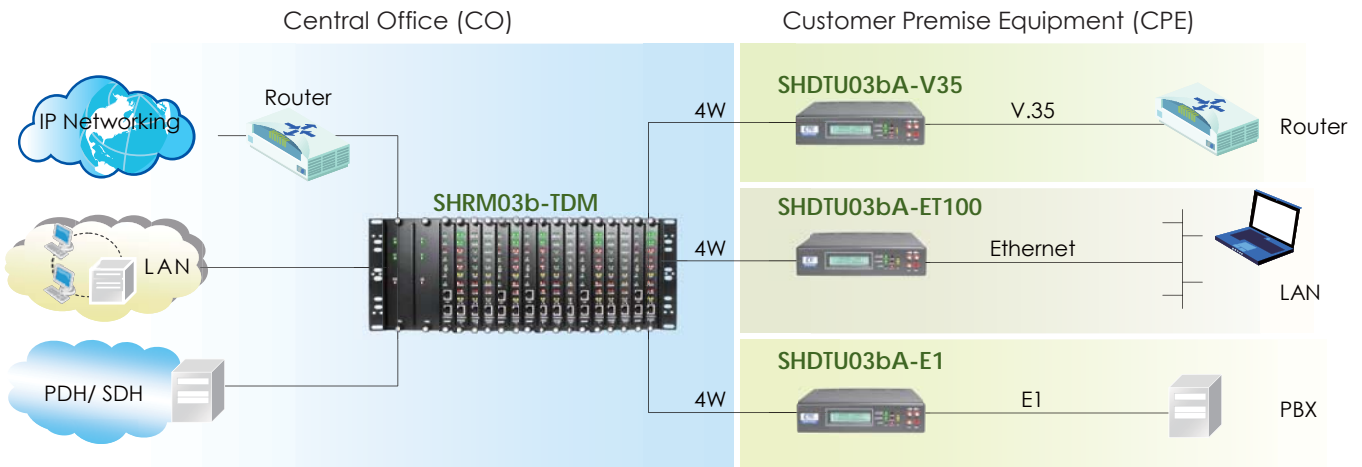 Central Office (CO)
Customer Premise Equipment (CPE)
IP Networking
Router
SHRM03b-TDM
LAN
PDH/ SDH
4W
SHDTU03bA-V35
V.35
Router
4W
SHDTU03bA-ET100
Ethernet
LAN
4W
SHDTU03bA-E1
E1
PBX